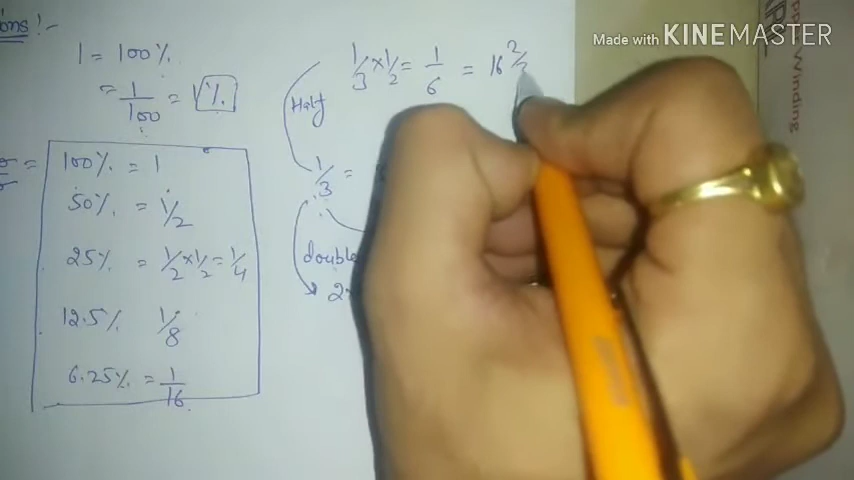 Made with KINEMASTER
ons :-
1 = 100%
= 1/100 = 1%
100% = 1
50% = 1/2
25% = 1/2 × 1/2 = 1/4
12.5% 1/8
6.25% = 1/16
1/3 × 1/2 = 1/6 = 16 2/3
Half
1/3 =
double
2
Winding